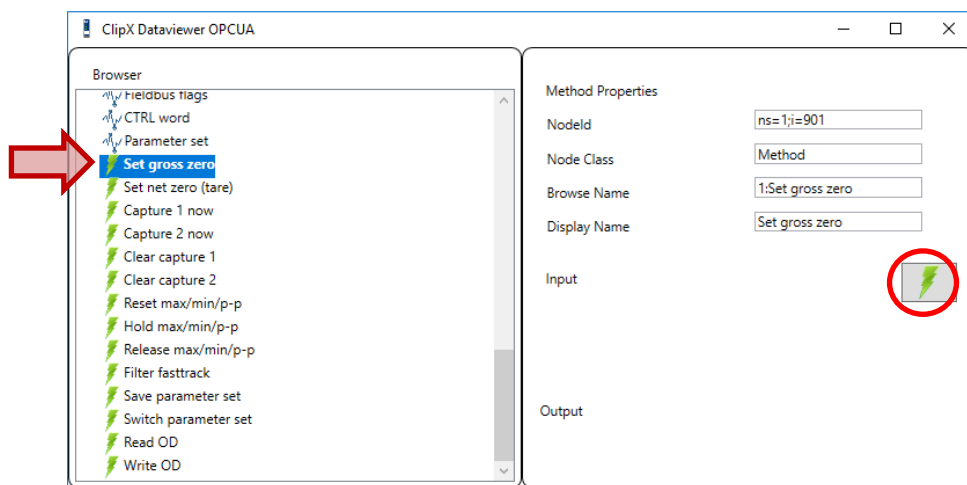 ClipX Dataviewer OPCUA
Browser
Fieldbus flags
CTRL word
Parameter set
Set gross zero
Set net zero (tare)
Capture 1 now
Capture 2 now
Clear capture 1
Clear capture 2
Reset max/min/p-p
Hold max/min/p-p
Release max/min/p-p
Filter fasttrack
Save parameter set
Switch parameter set
Read OD
Write OD
Method Properties
NodeId ns=1;i=901
Node Class Method
Browse Name 1:Set gross zero
Display Name Set gross zero
Input
Output